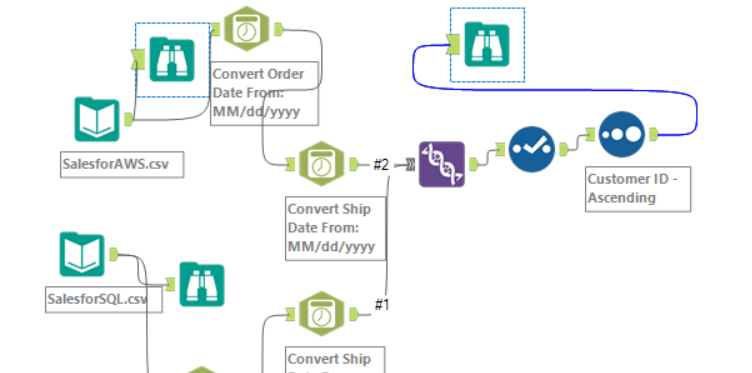 Convert Order
Date From:
MM/dd/yyyy
SalesforAWS.csv
#2
Customer ID -
Ascending
Convert Ship
Date From:
MM/dd/yyyy
SalesforSQL.csv
#1
Convert Ship